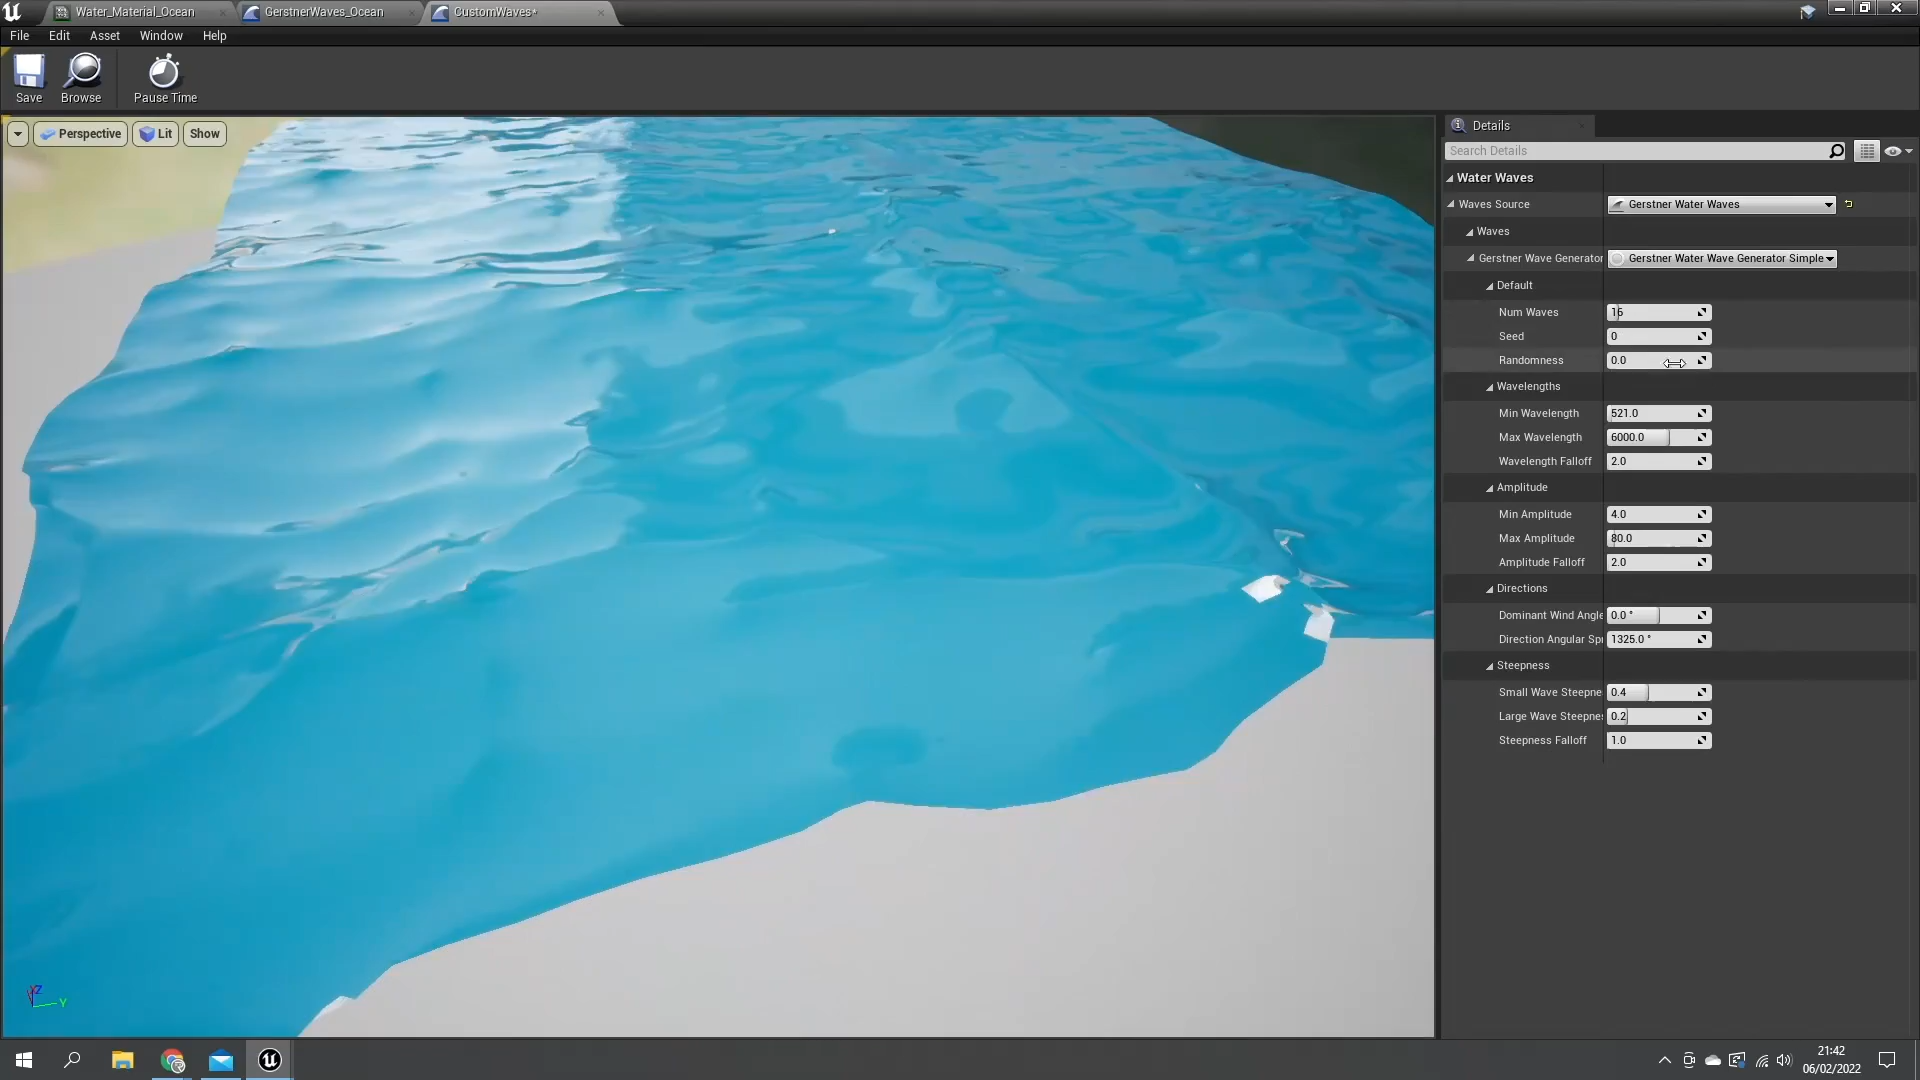 Water_Material_Ocean
GerstnerWaves_Ocean
CustomWaves*
File Edit Asset Window Help
Save Browse Pause Time
Perspective Lit Show
Details
Search Details
Water Waves
Waves Source Gerstner Water Waves
Waves
Gerstner Wave Generator Gerstner Water Wave Generator Simple
Default
Num Waves 16
Seed 0
Randomness 0.0
Wavelengths
Min Wavelength 521.0
Max Wavelength 6000.0
Wavelength Falloff 2.0
Amplitude
Min Amplitude 4.0
Max Amplitude 80.0
Amplitude Falloff 2.0
Directions
Dominant Wind Angle 0.0 °
Direction Angular Spr 1325.0 °
Steepness
Small Wave Steepne 0.4
Large Wave Steepnes 0.2
Steepness Falloff 1.0
Z
Y
21:42
06/02/2022